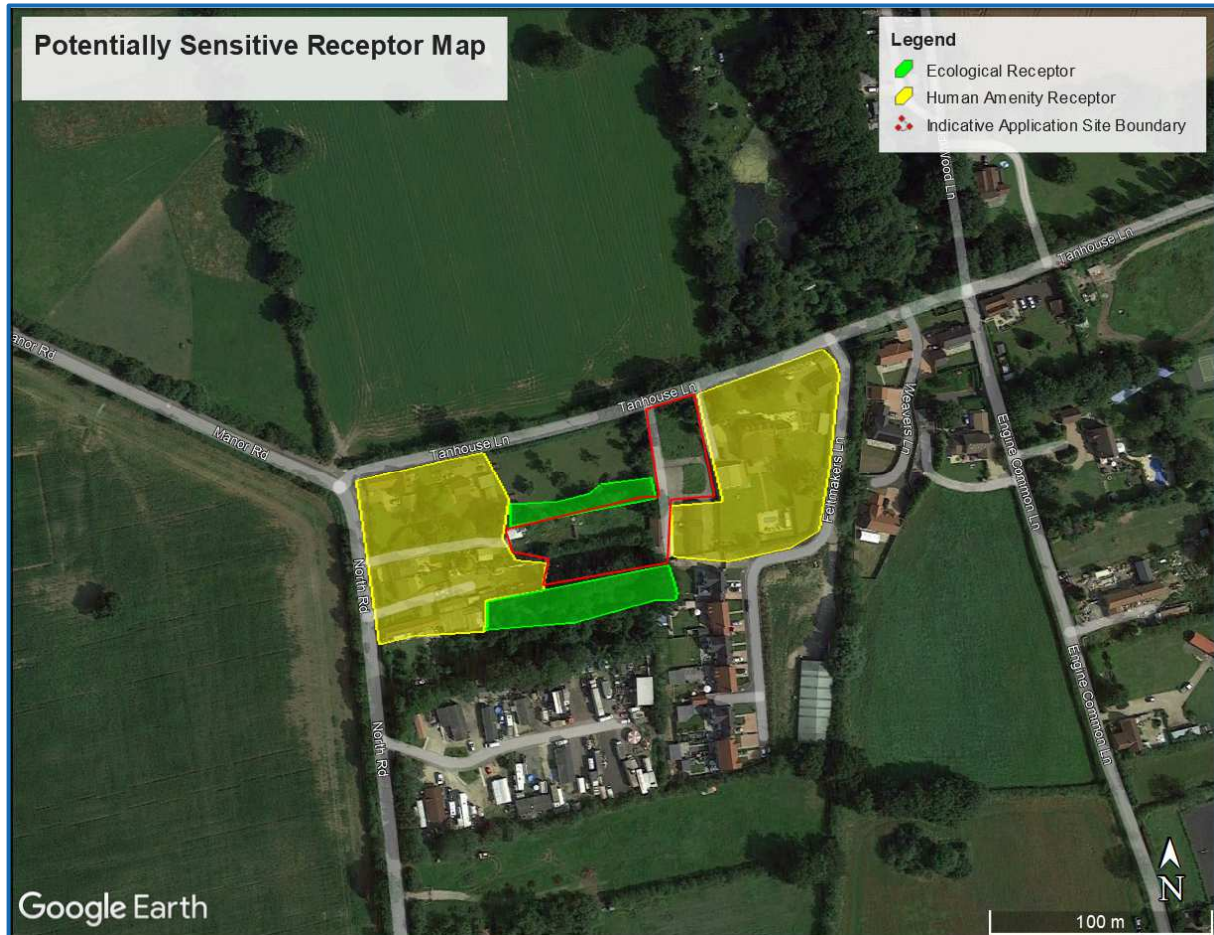 Potentially Sensitive Receptor Map
Legend
Ecological Receptor
Human Amenity Receptor
Indicative Application Site Boundary
Tanhouse Ln
Tanhouse Ln
Manor Rd
Tanhouse Ln
Weavers Ln
Feltmakers Ln
Engine Common Ln
North Rd
North Rd
Engine Common Ln
N
Google Earth
100 m